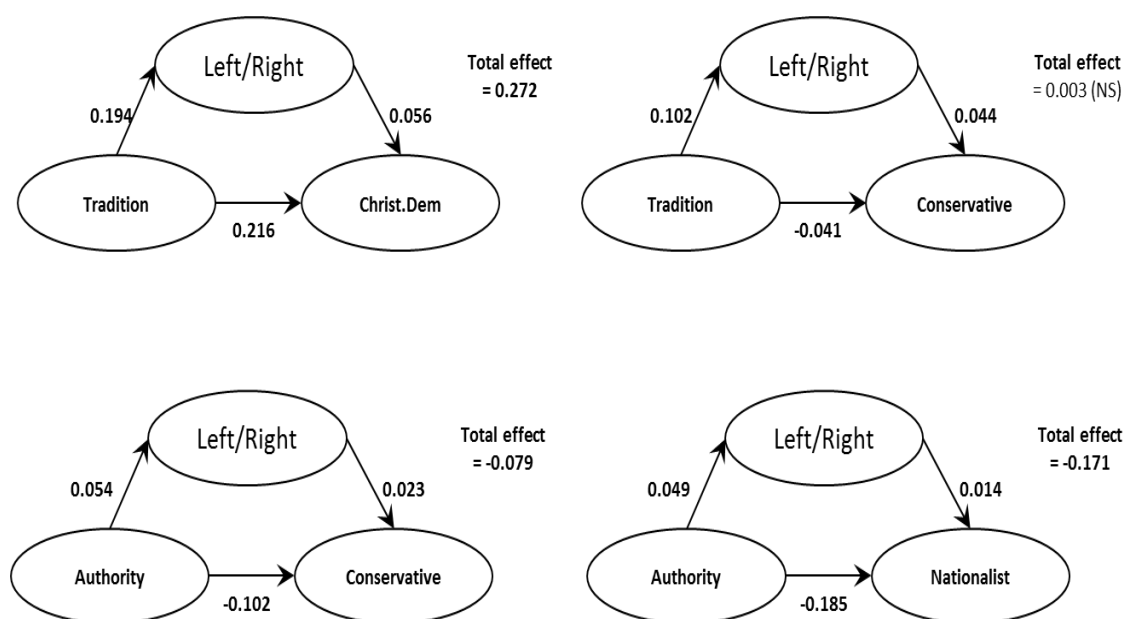 Left/Right
Total effect
= 0.272
0.194
0.056
Tradition
Christ.Dem
0.216
Left/Right
Total effect
= 0.003 (NS)
0.102
0.044
Tradition
Conservative
-0.041
Left/Right
Total effect
= -0.079
0.054
0.023
Authority
Conservative
-0.102
Left/Right
Total effect
= -0.171
0.049
0.014
Authority
Nationalist
-0.185